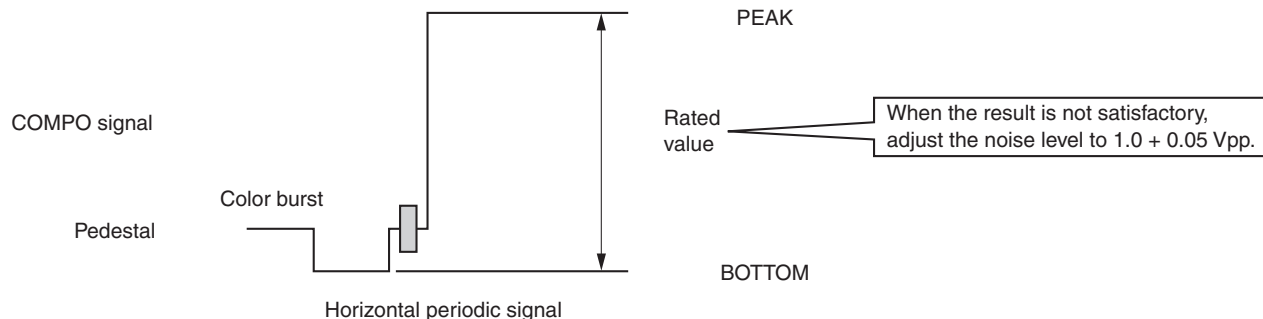 PEAK
COMPO signal
Rated
value
When the result is not satisfactory,
adjust the noise level to 1.0 + 0.05 Vpp.
Color burst
Pedestal
BOTTOM
Horizontal periodic signal